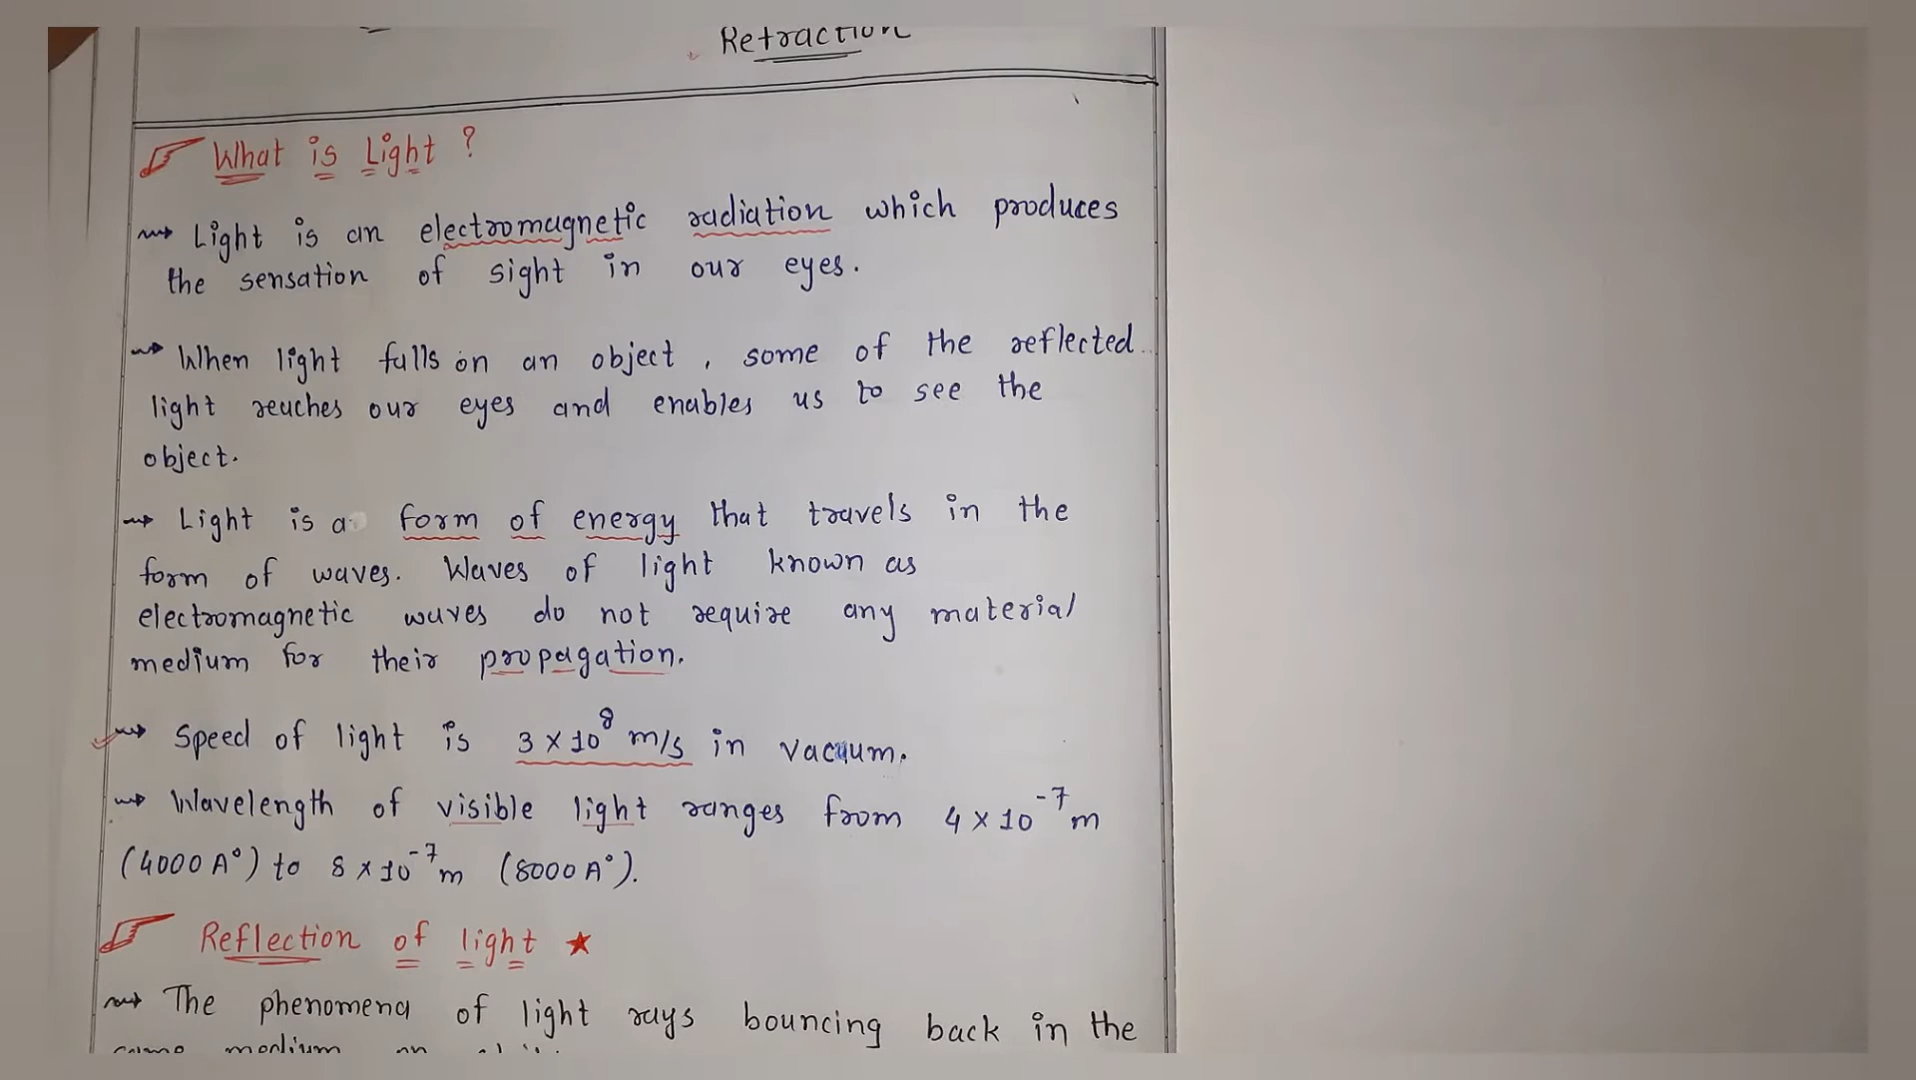 Refraction
What is Light ?
Light is an electromagnetic radiation which produces
the sensation of sight in our eyes.
When light falls on an object, some of the reflected
light reaches our eyes and enables us to see the
object.
Light is a form of energy that travels in the
form of waves. Waves of light known as
electromagnetic waves do not require any material
medium for their propagation.
Speed of light is 3 × 10⁸ m/s in vacuum.
Wavelength of visible light ranges from 4 × 10⁻⁷ m
(4000 A°) to 8 × 10⁻⁷ m (8000 A°).
Reflection of light ★
The phenomena of light rays bouncing back in the
same medium on